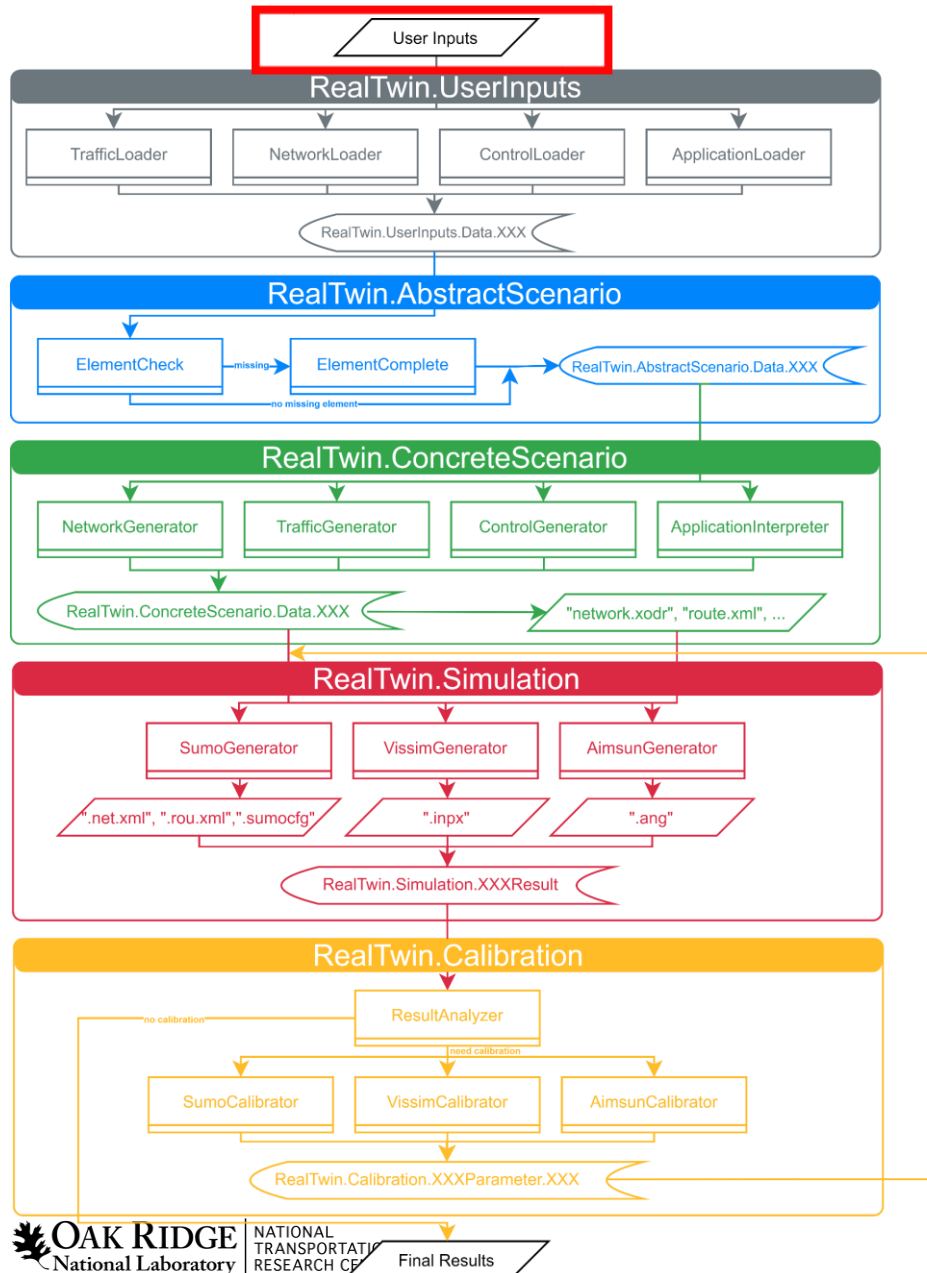 User Inputs
RealTwin.UserInputs
TrafficLoader
NetworkLoader
ControlLoader
ApplicationLoader
RealTwin.UserInputs.Data.XXX
RealTwin.AbstractScenario
ElementCheck
missing
ElementComplete
RealTwin.AbstractScenario.Data.XXX
no missing element
RealTwin.ConcreteScenario
NetworkGenerator
TrafficGenerator
ControlGenerator
ApplicationInterpreter
RealTwin.ConcreteScenario.Data.XXX
"network.xodr", "route.xml", ...
RealTwin.Simulation
SumoGenerator
VissimGenerator
AimsunGenerator
".net.xml", ".rou.xml",".sumocfg"
".inpx"
".ang"
RealTwin.Simulation.XXXResult
RealTwin.Calibration
ResultAnalyzer
no calibration
need calibration
SumoCalibrator
VissimCalibrator
AimsunCalibrator
RealTwin.Calibration.XXXParameter.XXX
OAK RIDGE
National Laboratory
NATIONAL
RESEARCH
Final Results